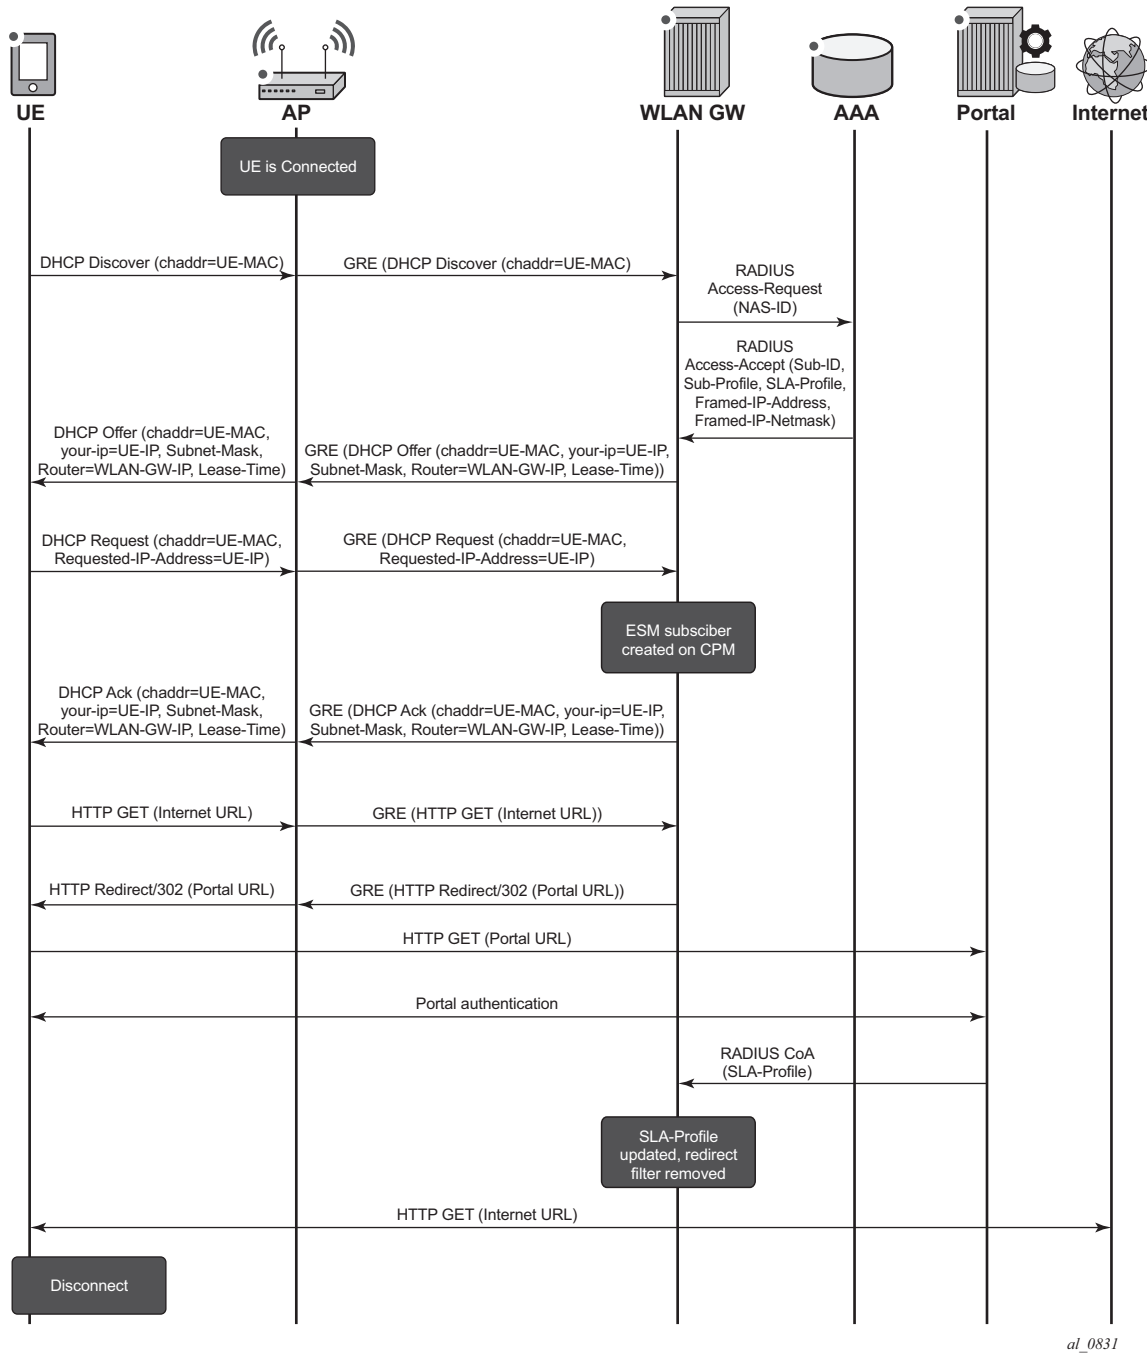 UE
AP
WLAN GW
AAA
Portal
Internet
UE is Connected
DHCP Discover (chaddr=UE-MAC)
GRE (DHCP Discover (chaddr=UE-MAC)
RADIUS
Access-Request
(NAS-ID)
RADIUS
Access-Accept (Sub-ID,
Sub-Profile, SLA-Profile,
Framed-IP-Address,
Framed-IP-Netmask)
DHCP Offer (chaddr=UE-MAC,
your-ip=UE-IP, Subnet-Mask,
Router=WLAN-GW-IP, Lease-Time)
GRE (DHCP Offer (chaddr=UE-MAC, your-ip=UE-IP,
Subnet-Mask, Router=WLAN-GW-IP, Lease-Time))
DHCP Request (chaddr=UE-MAC,
Requested-IP-Address=UE-IP)
GRE (DHCP Request (chaddr=UE-MAC,
Requested-IP-Address=UE-IP)
ESM subsciber
created on CPM
DHCP Ack (chaddr=UE-MAC,
your-ip=UE-IP, Subnet-Mask,
Router=WLAN-GW-IP, Lease-Time)
GRE (DHCP Ack (chaddr=UE-MAC, your-ip=UE-IP,
Subnet-Mask, Router=WLAN-GW-IP, Lease-Time))
HTTP GET (Internet URL)
GRE (HTTP GET (Internet URL))
HTTP Redirect/302 (Portal URL)
GRE (HTTP Redirect/302 (Portal URL))
HTTP GET (Portal URL)
Portal authentication
RADIUS CoA
(SLA-Profile)
SLA-Profile
updated, redirect
filter removed
HTTP GET (Internet URL)
Disconnect
al_0831